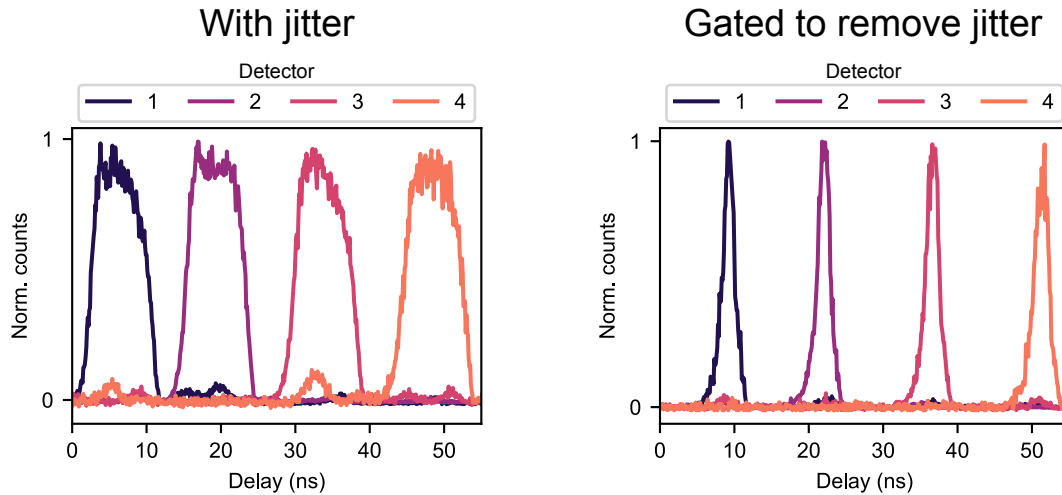 With jitter
Detector
1 2 3 4
1
0
Norm. counts
0 10 20 30 40 50
Delay (ns)
Gated to remove jitter
Detector
1 2 3 4
1
0
Norm. counts
0 10 20 30 40 50
Delay (ns)